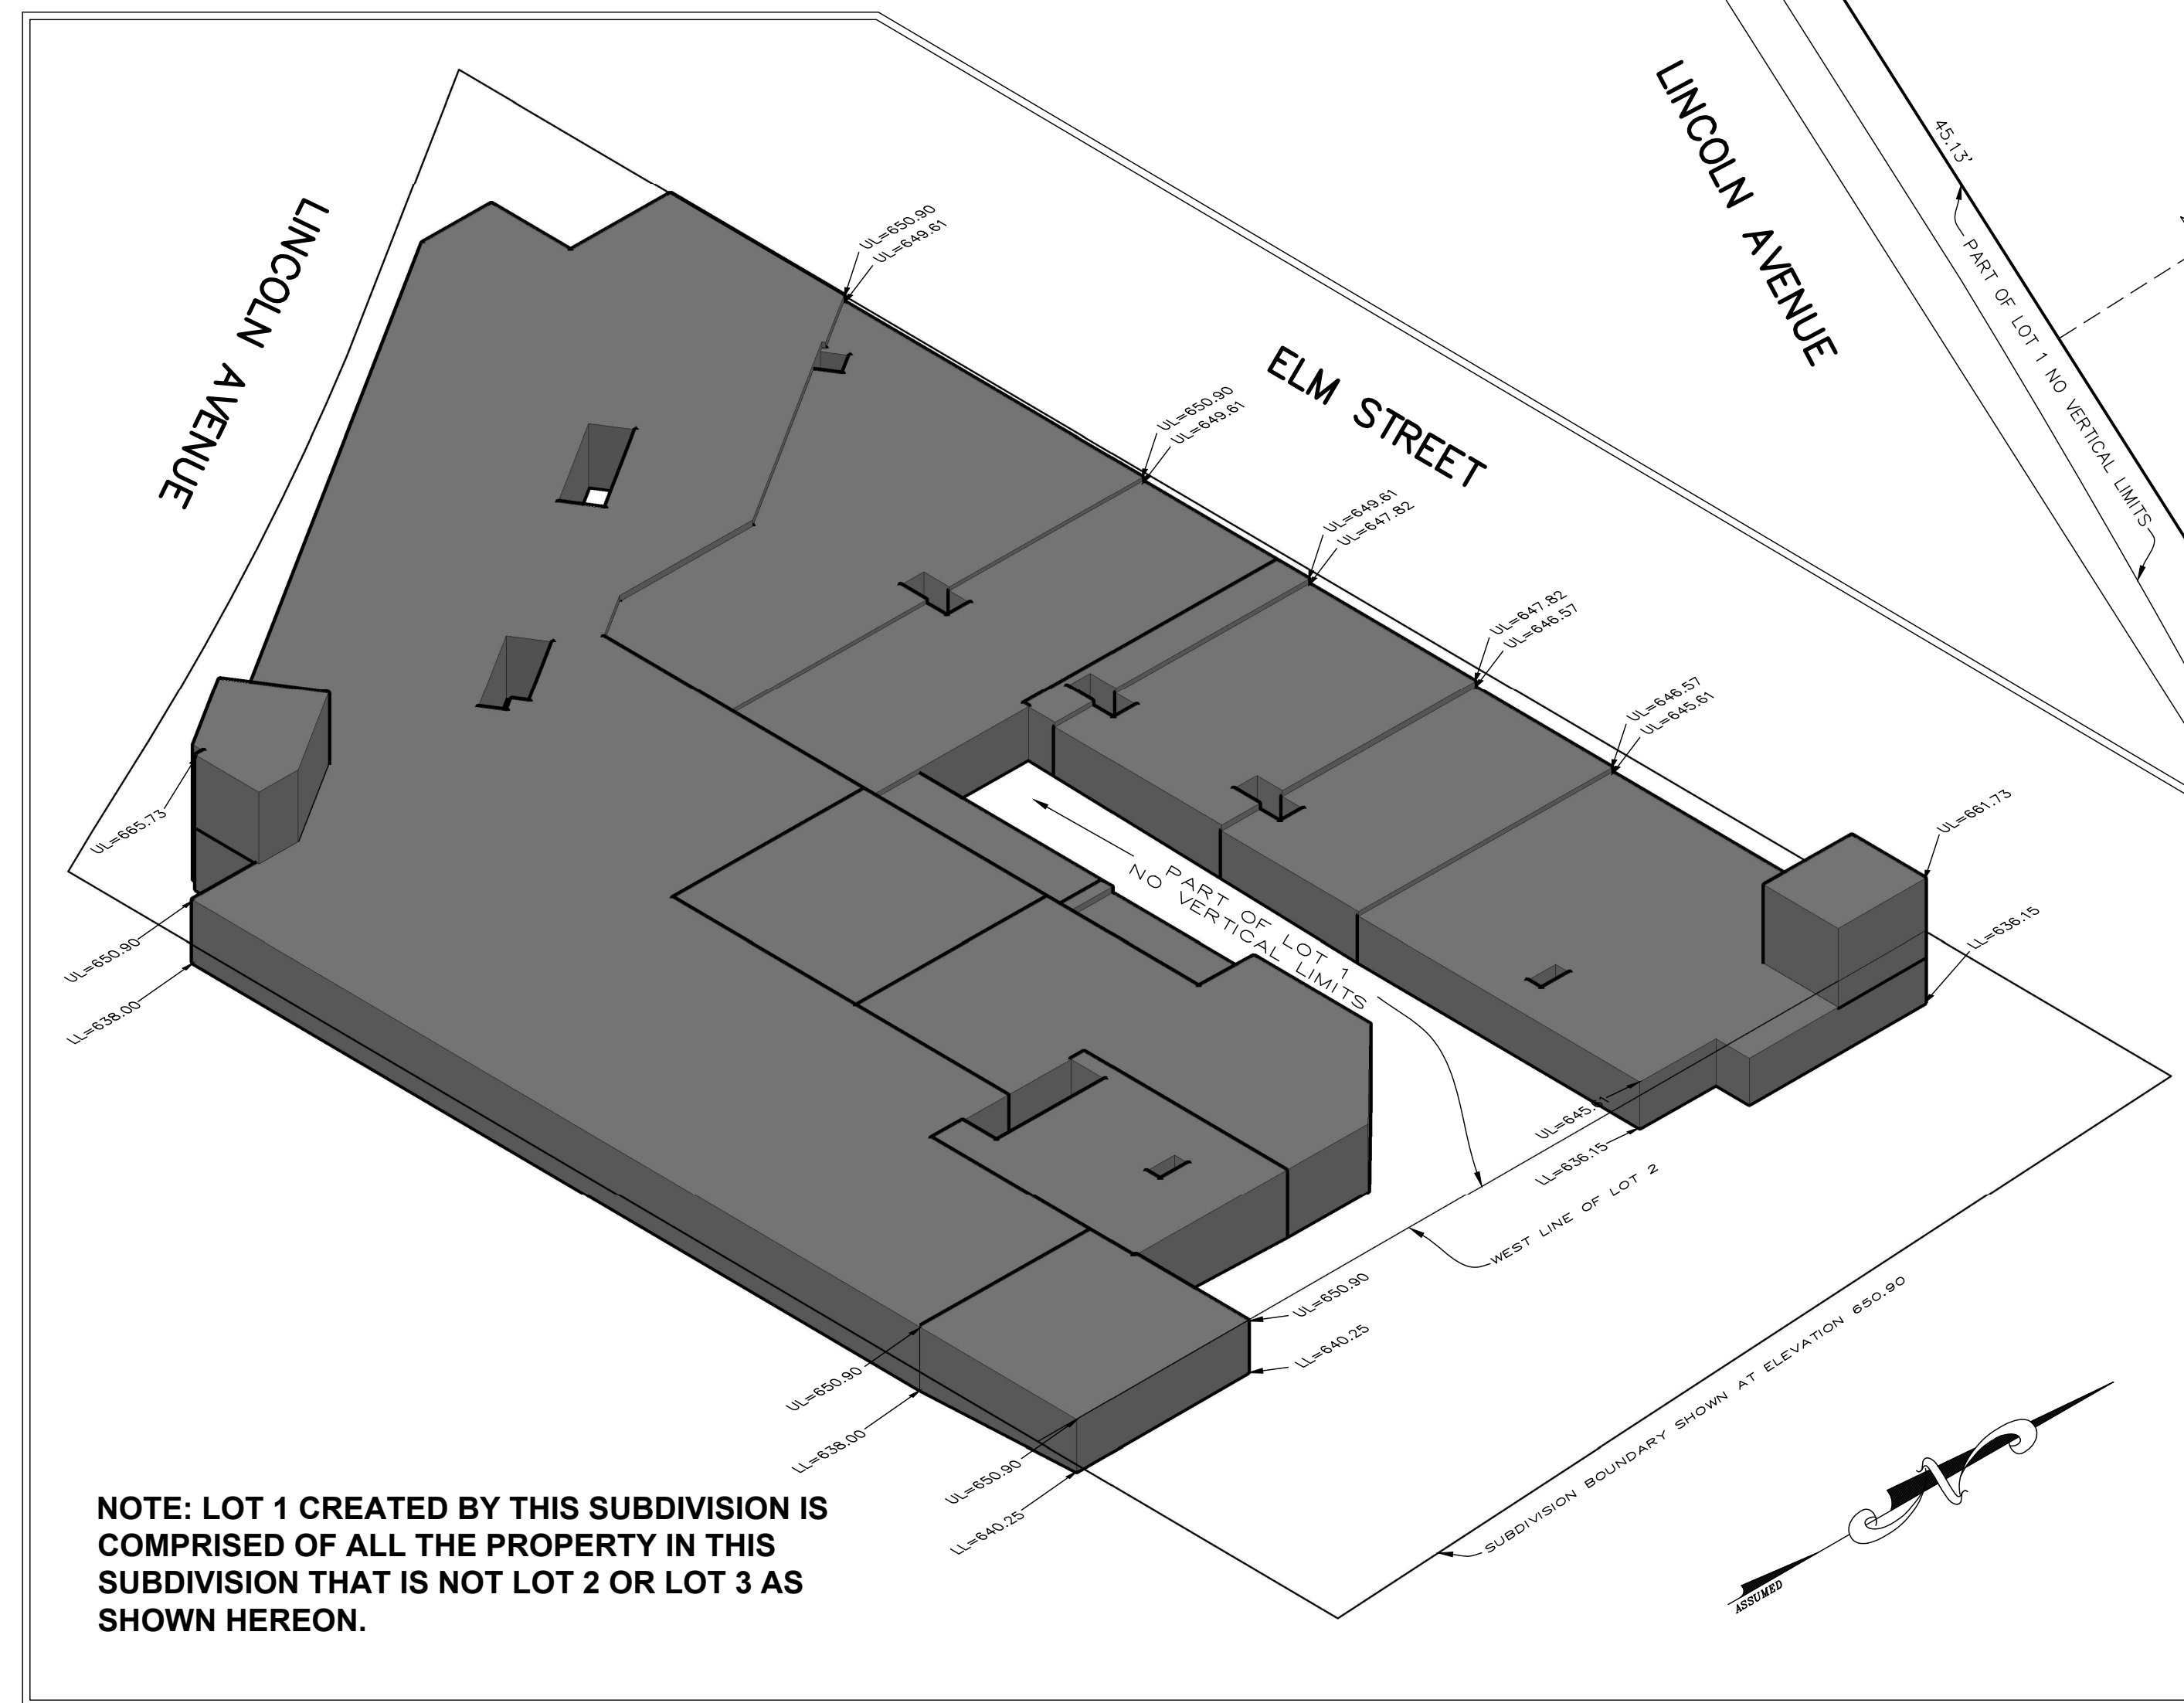 LINCOLN AVENUE
LINCOLN AVENUE
45.13'
PART OF LOT 1 NO VERTICAL LIMITS
UL=650.90
UL=649.61
ELM STREET
UL=650.90
UL=649.61
UL=649.61
UL=647.82
UL=647.82
UL=646.57
UL=646.57
UL=645.61
UL=665.73
UL=661.73
UL=650.90
LL=638.00
LL=636.15
PART OF LOT 1
NO VERTICAL LIMITS
UL=645.
LL=636.15
WEST LINE OF LOT 2
UL=650.90
LL=640.25
UL=650.90
LL=638.00
UL=650.90
LL=640.25
SUBDIVISION BOUNDARY SHOWN AT ELEVATION 650.90
NOTE: LOT 1 CREATED BY THIS SUBDIVISION IS
COMPRISED OF ALL THE PROPERTY IN THIS
SUBDIVISION THAT IS NOT LOT 2 OR LOT 3 AS
SHOWN HEREON.
N
ASSUMED